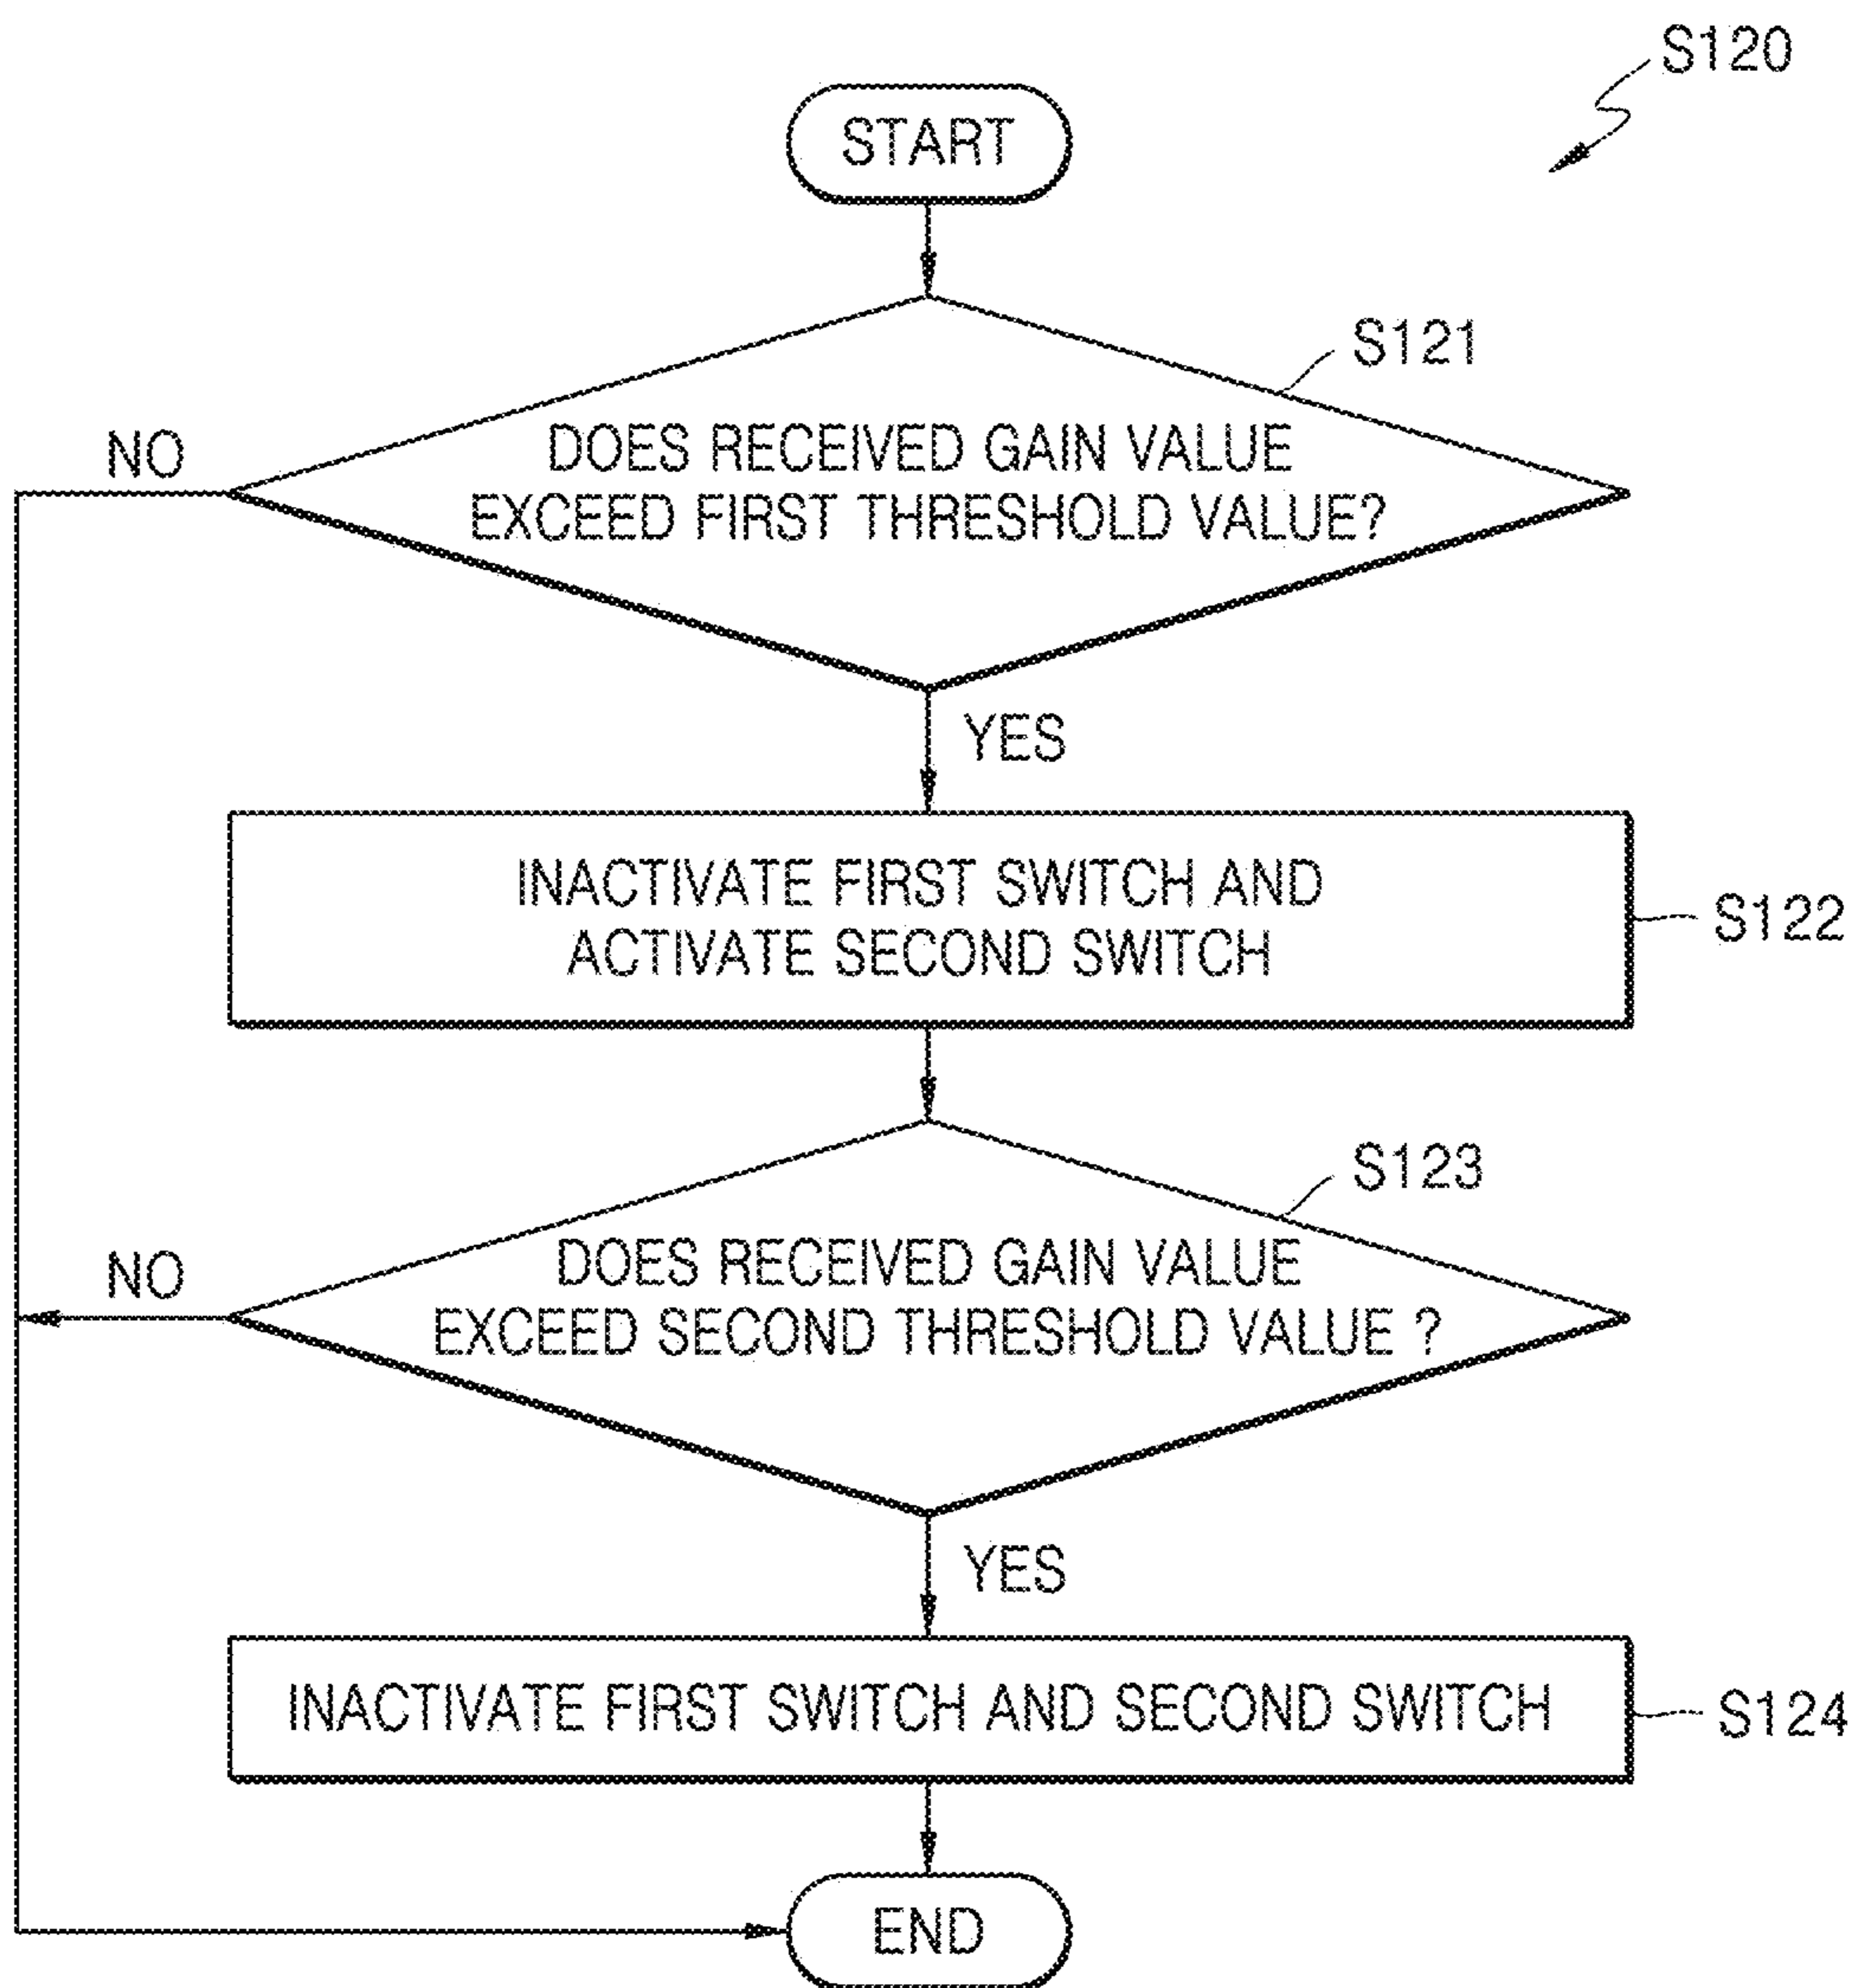 S120
START
S121
NO
DOES RECEIVED GAIN VALUE
EXCEED FIRST THRESHOLD VALUE?
YES
INACTIVATE FIRST SWITCH AND
ACTIVATE SECOND SWITCH
S122
S123
NO
DOES RECEIVED GAIN VALUE
EXCEED SECOND THRESHOLD VALUE ?
YES
INACTIVATE FIRST SWITCH AND SECOND SWITCH
S124
END